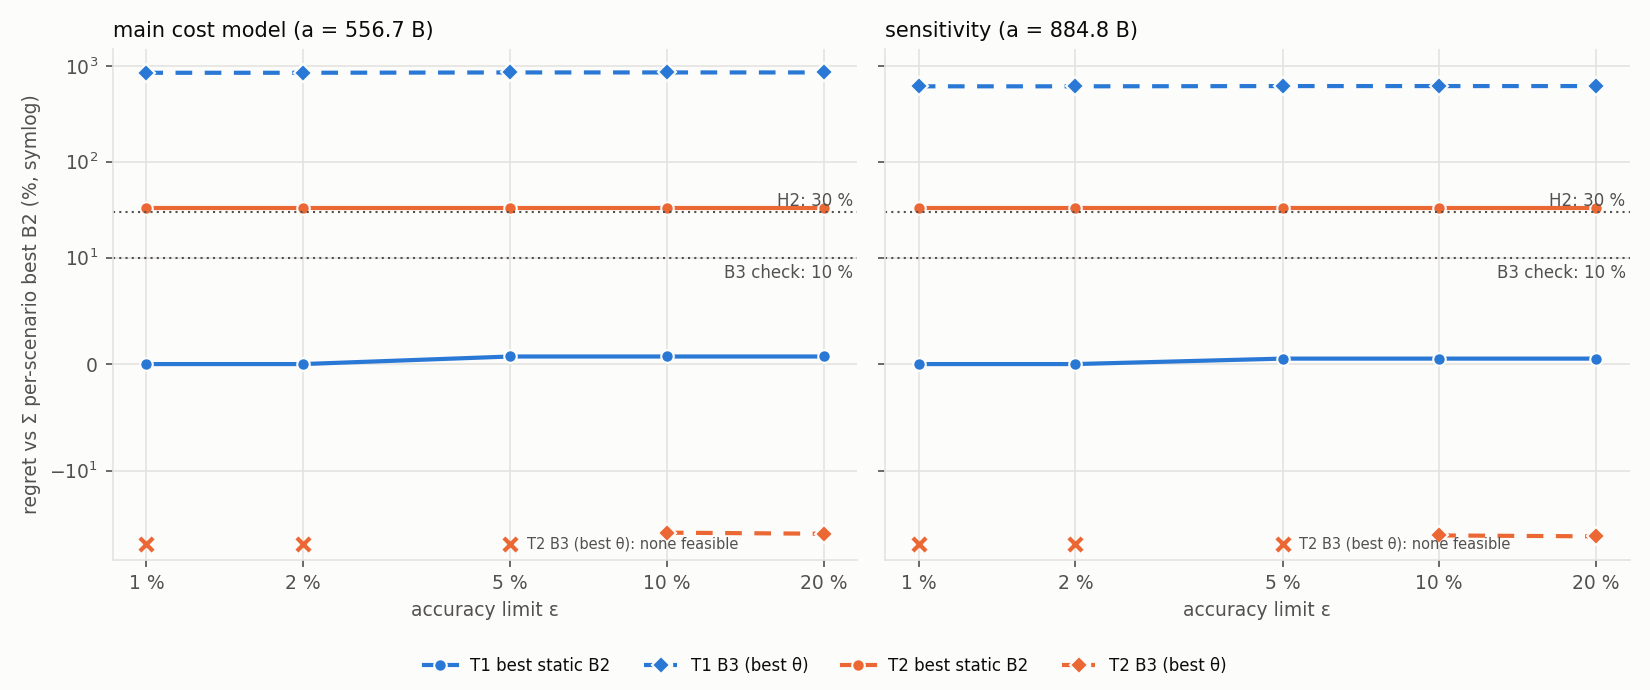 main cost model (a = 556.7 B)
sensitivity (a = 884.8 B)
regret vs Σ per-scenario best B2 (%, symlog)
10³
10²
10¹
0
−10¹
H2: 30 %
B3 check: 10 %
T2 B3 (best θ): none feasible
H2: 30 %
B3 check: 10 %
T2 B3 (best θ): none feasible
1 % 2 % 5 % 10 % 20 %
1 % 2 % 5 % 10 % 20 %
accuracy limit ε
accuracy limit ε
T1 best static B2 T1 B3 (best θ) T2 best static B2 T2 B3 (best θ)